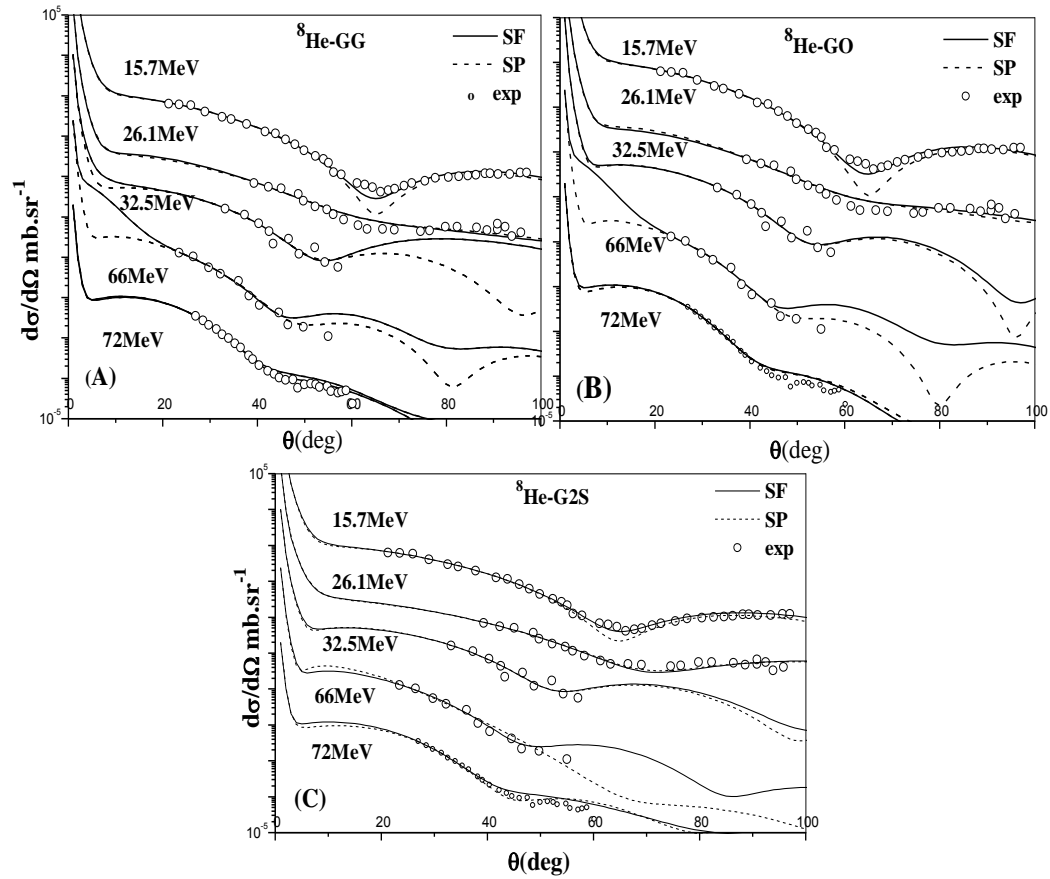 10^5
⁸He-GG
SF
SP
exp
15.7MeV
26.1MeV
32.5MeV
66MeV
72MeV
(A)
10^-5
0 20 40 60 80 100
dσ/dΩ mb.sr^-1
θ(deg)
⁸He-GO
SF
SP
exp
15.7MeV
26.1MeV
32.5MeV
66MeV
72MeV
(B)
10^-5
0 20 40 60 80 100
θ(deg)
10^5
⁸He-G2S
SF
SP
exp
15.7MeV
26.1MeV
32.5MeV
66MeV
72MeV
(C)
10^-5
0 20 40 60 80 100
dσ/dΩ mb.sr^-1
θ(deg)